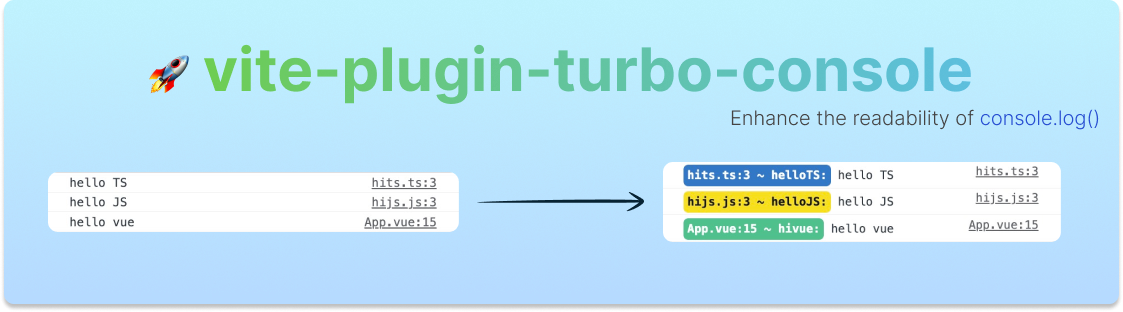 🚀 vite-plugin-turbo-console
Enhance the readability of console.log()
hello TS hits.ts:3
hello JS hijs.js:3
hello vue App.vue:15
hits.ts:3 ~ helloTS: hello TS hits.ts:3
hijs.js:3 ~ helloJS: hello JS hijs.js:3
App.vue:15 ~ hivue: hello vue App.vue:15